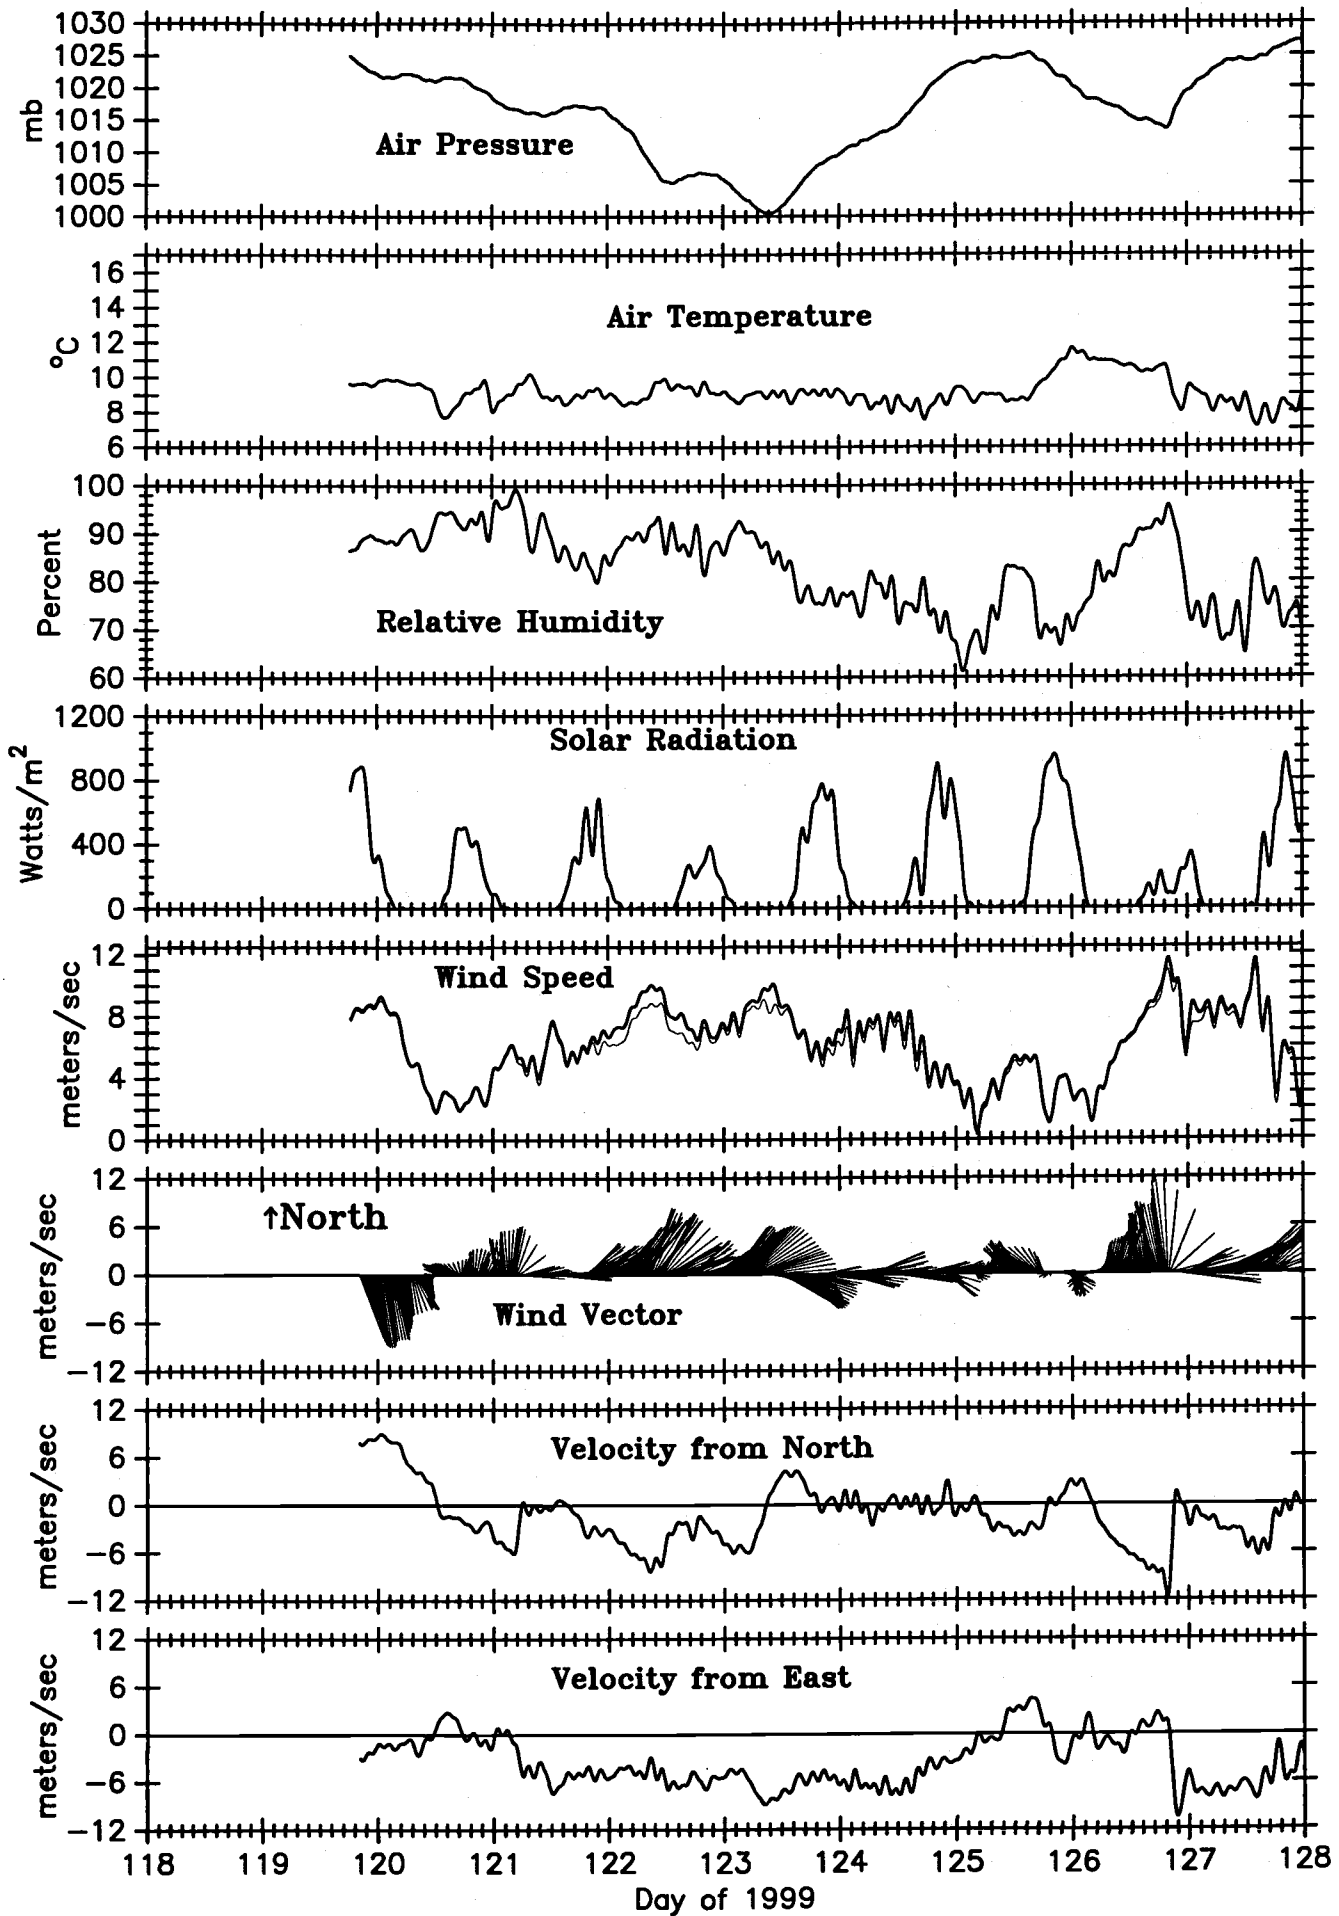 1030
1025
1020
1015
1010
1005
1000
mb
Air Pressure
16
14
12
10
8
6
°C
Air Temperature
100
90
80
70
60
Percent
Relative Humidity
1200
800
400
0
Watts/m²
Solar Radiation
12
8
4
0
meters/sec
Wind Speed
12
6
0
−6
−12
meters/sec
↑North
Wind Vector
12
6
0
−6
−12
meters/sec
Velocity from North
12
6
0
−6
−12
meters/sec
Velocity from East
118 119 120 121 122 123 124 125 126 127 128
Day of 1999